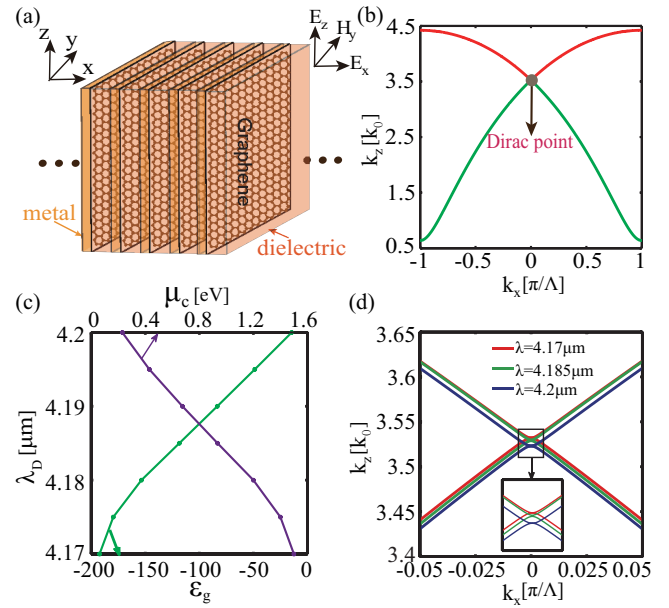 (a)
z
y
x
E_z
H_y
E_x
Graphene
metal
dielectric
(b)
4.5
3.5
2.5
1.5
0.5
k_z[k_0]
Dirac point
-1
-0.5
0
0.5
1
k_x[π/Λ]
(c)
μ_c[eV]
0
0.4
0.8
1.2
1.6
4.2
4.19
4.18
4.17
λ_D [μm]
-200
-150
-100
-50
0
ε_g
(d)
3.65
3.6
3.55
3.5
3.45
3.4
k_z[k_0]
λ=4.17μm
λ=4.185μm
λ=4.2μm
-0.05
-0.025
0
0.025
0.05
k_x[π/Λ]